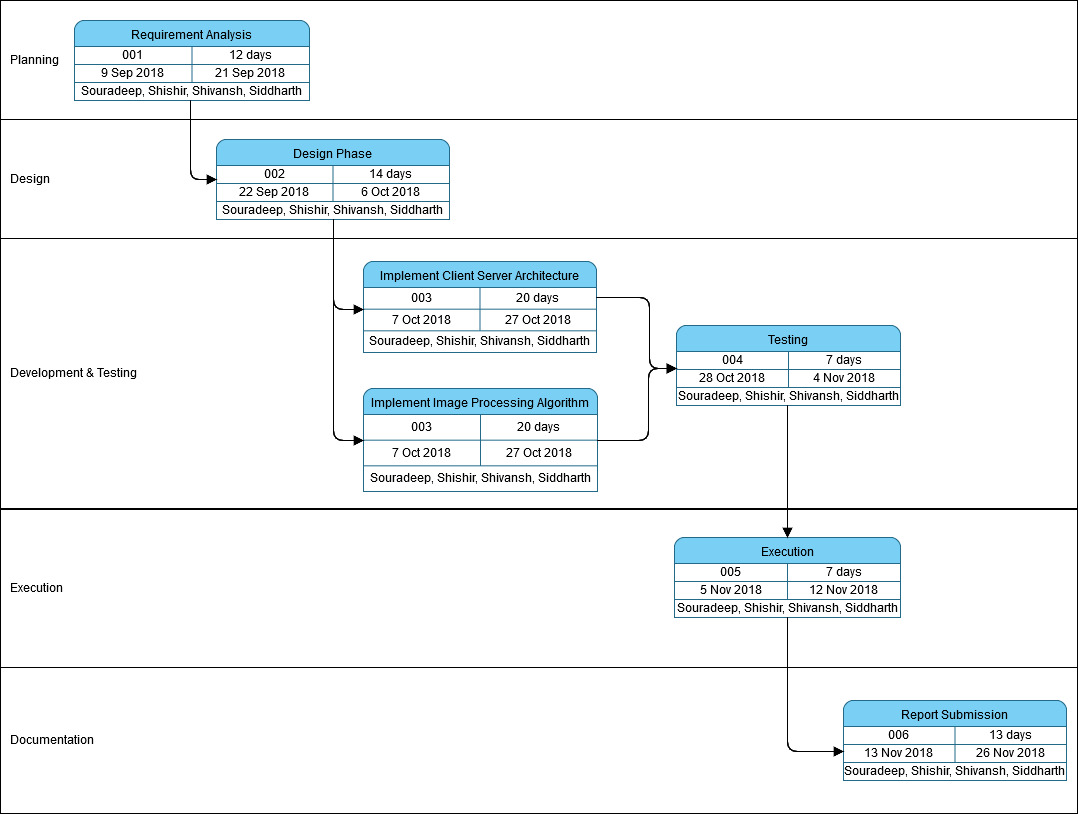 Planning
Requirement Analysis
001 12 days
9 Sep 2018 21 Sep 2018
Souradeep, Shishir, Shivansh, Siddharth
Design
Design Phase
002 14 days
22 Sep 2018 6 Oct 2018
Souradeep, Shishir, Shivansh, Siddharth
Development & Testing
Implement Client Server Architecture
003 20 days
7 Oct 2018 27 Oct 2018
Souradeep, Shishir, Shivansh, Siddharth
Implement Image Processing Algorithm
003 20 days
7 Oct 2018 27 Oct 2018
Souradeep, Shishir, Shivansh, Siddharth
Testing
004 7 days
28 Oct 2018 4 Nov 2018
Souradeep, Shishir, Shivansh, Siddharth
Execution
Execution
005 7 days
5 Nov 2018 12 Nov 2018
Souradeep, Shishir, Shivansh, Siddharth
Documentation
Report Submission
006 13 days
13 Nov 2018 26 Nov 2018
Souradeep, Shishir, Shivansh, Siddharth